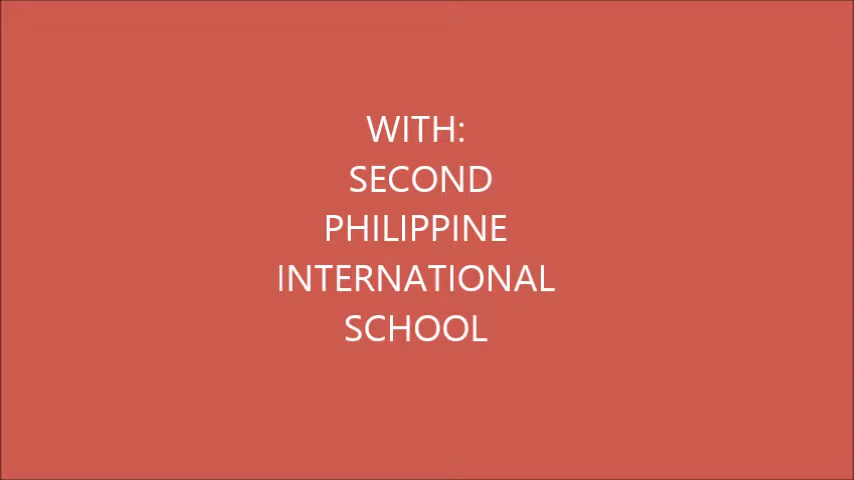 WITH:
SECOND
PHILIPPINE
INTERNATIONAL
SCHOOL